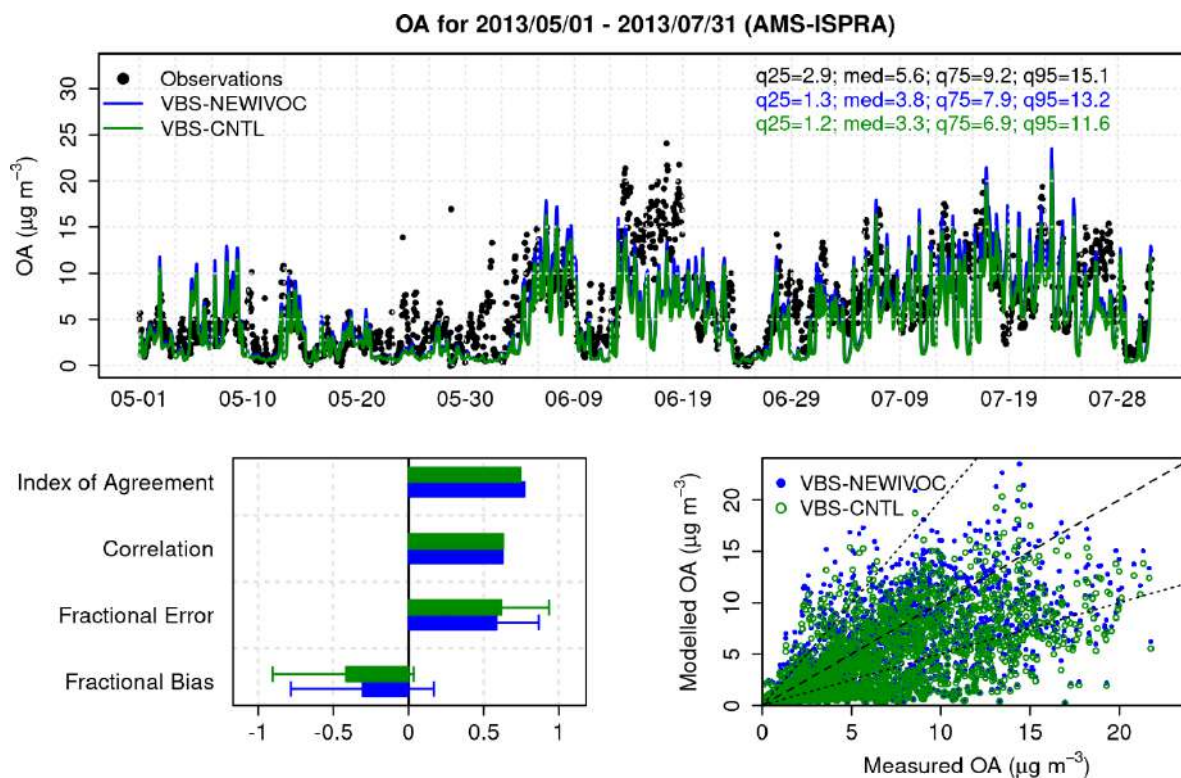 OA for 2013/05/01 - 2013/07/31 (AMS-ISPRA)
Observations
VBS-NEWIVOC
VBS-CNTL
q25=2.9; med=5.6; q75=9.2; q95=15.1
q25=1.3; med=3.8; q75=7.9; q95=13.2
q25=1.2; med=3.3; q75=6.9; q95=11.6
OA (μg m⁻³)
30
25
20
15
10
5
0
05-01 05-10 05-20 05-30 06-09 06-19 06-29 07-09 07-19 07-28
Index of Agreement
Correlation
Fractional Error
Fractional Bias
-1 -0.5 0 0.5 1
VBS-NEWIVOC
VBS-CNTL
Modelled OA (μg m⁻³)
20
15
10
5
0
0 5 10 15 20
Measured OA (μg m⁻³)